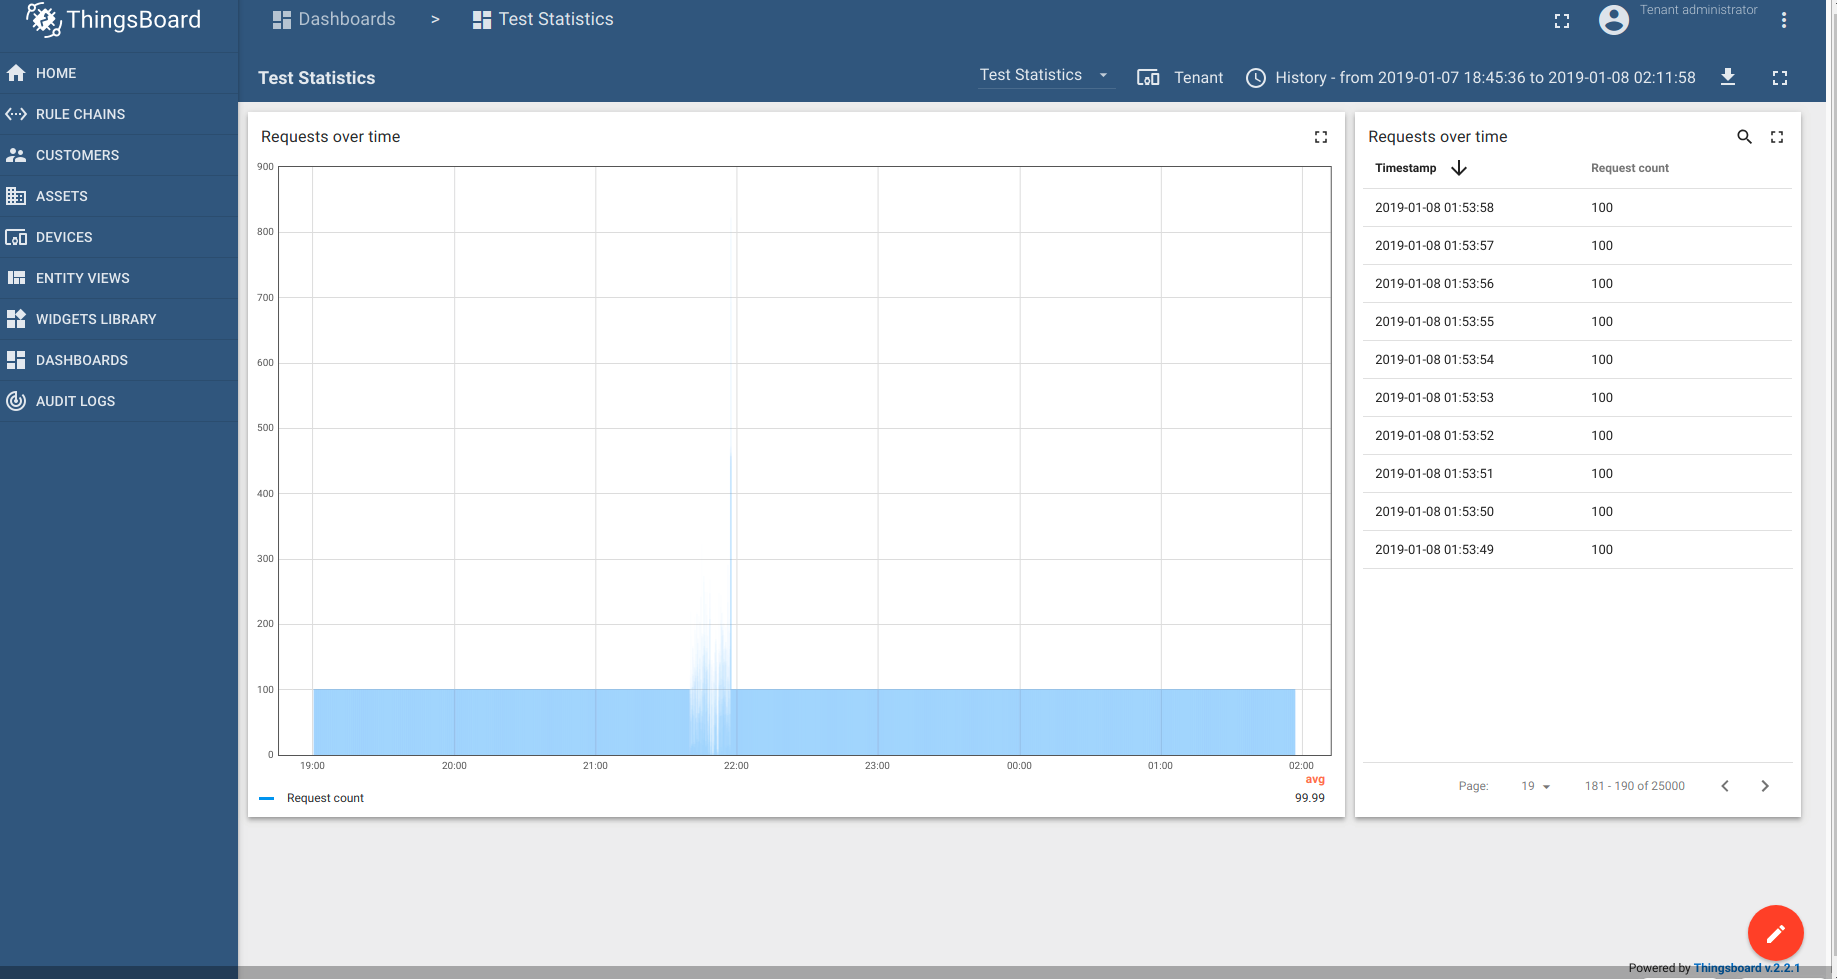 ThingsBoard
HOME
RULE CHAINS
CUSTOMERS
ASSETS
DEVICES
ENTITY VIEWS
WIDGETS LIBRARY
DASHBOARDS
AUDIT LOGS
Dashboards > Test Statistics
Tenant administrator
Test Statistics
Test Statistics
Tenant
History - from 2019-01-07 18:45:36 to 2019-01-08 02:11:58
Requests over time
900
800
700
600
500
400
300
200
100
0
19:00 20:00 21:00 22:00 23:00 00:00 01:00 02:00
avg
Request count 99.99
Requests over time
Timestamp Request count
2019-01-08 01:53:58 100
2019-01-08 01:53:57 100
2019-01-08 01:53:56 100
2019-01-08 01:53:55 100
2019-01-08 01:53:54 100
2019-01-08 01:53:53 100
2019-01-08 01:53:52 100
2019-01-08 01:53:51 100
2019-01-08 01:53:50 100
2019-01-08 01:53:49 100
Page: 19 181 - 190 of 25000
Powered by Thingsboard v.2.2.1